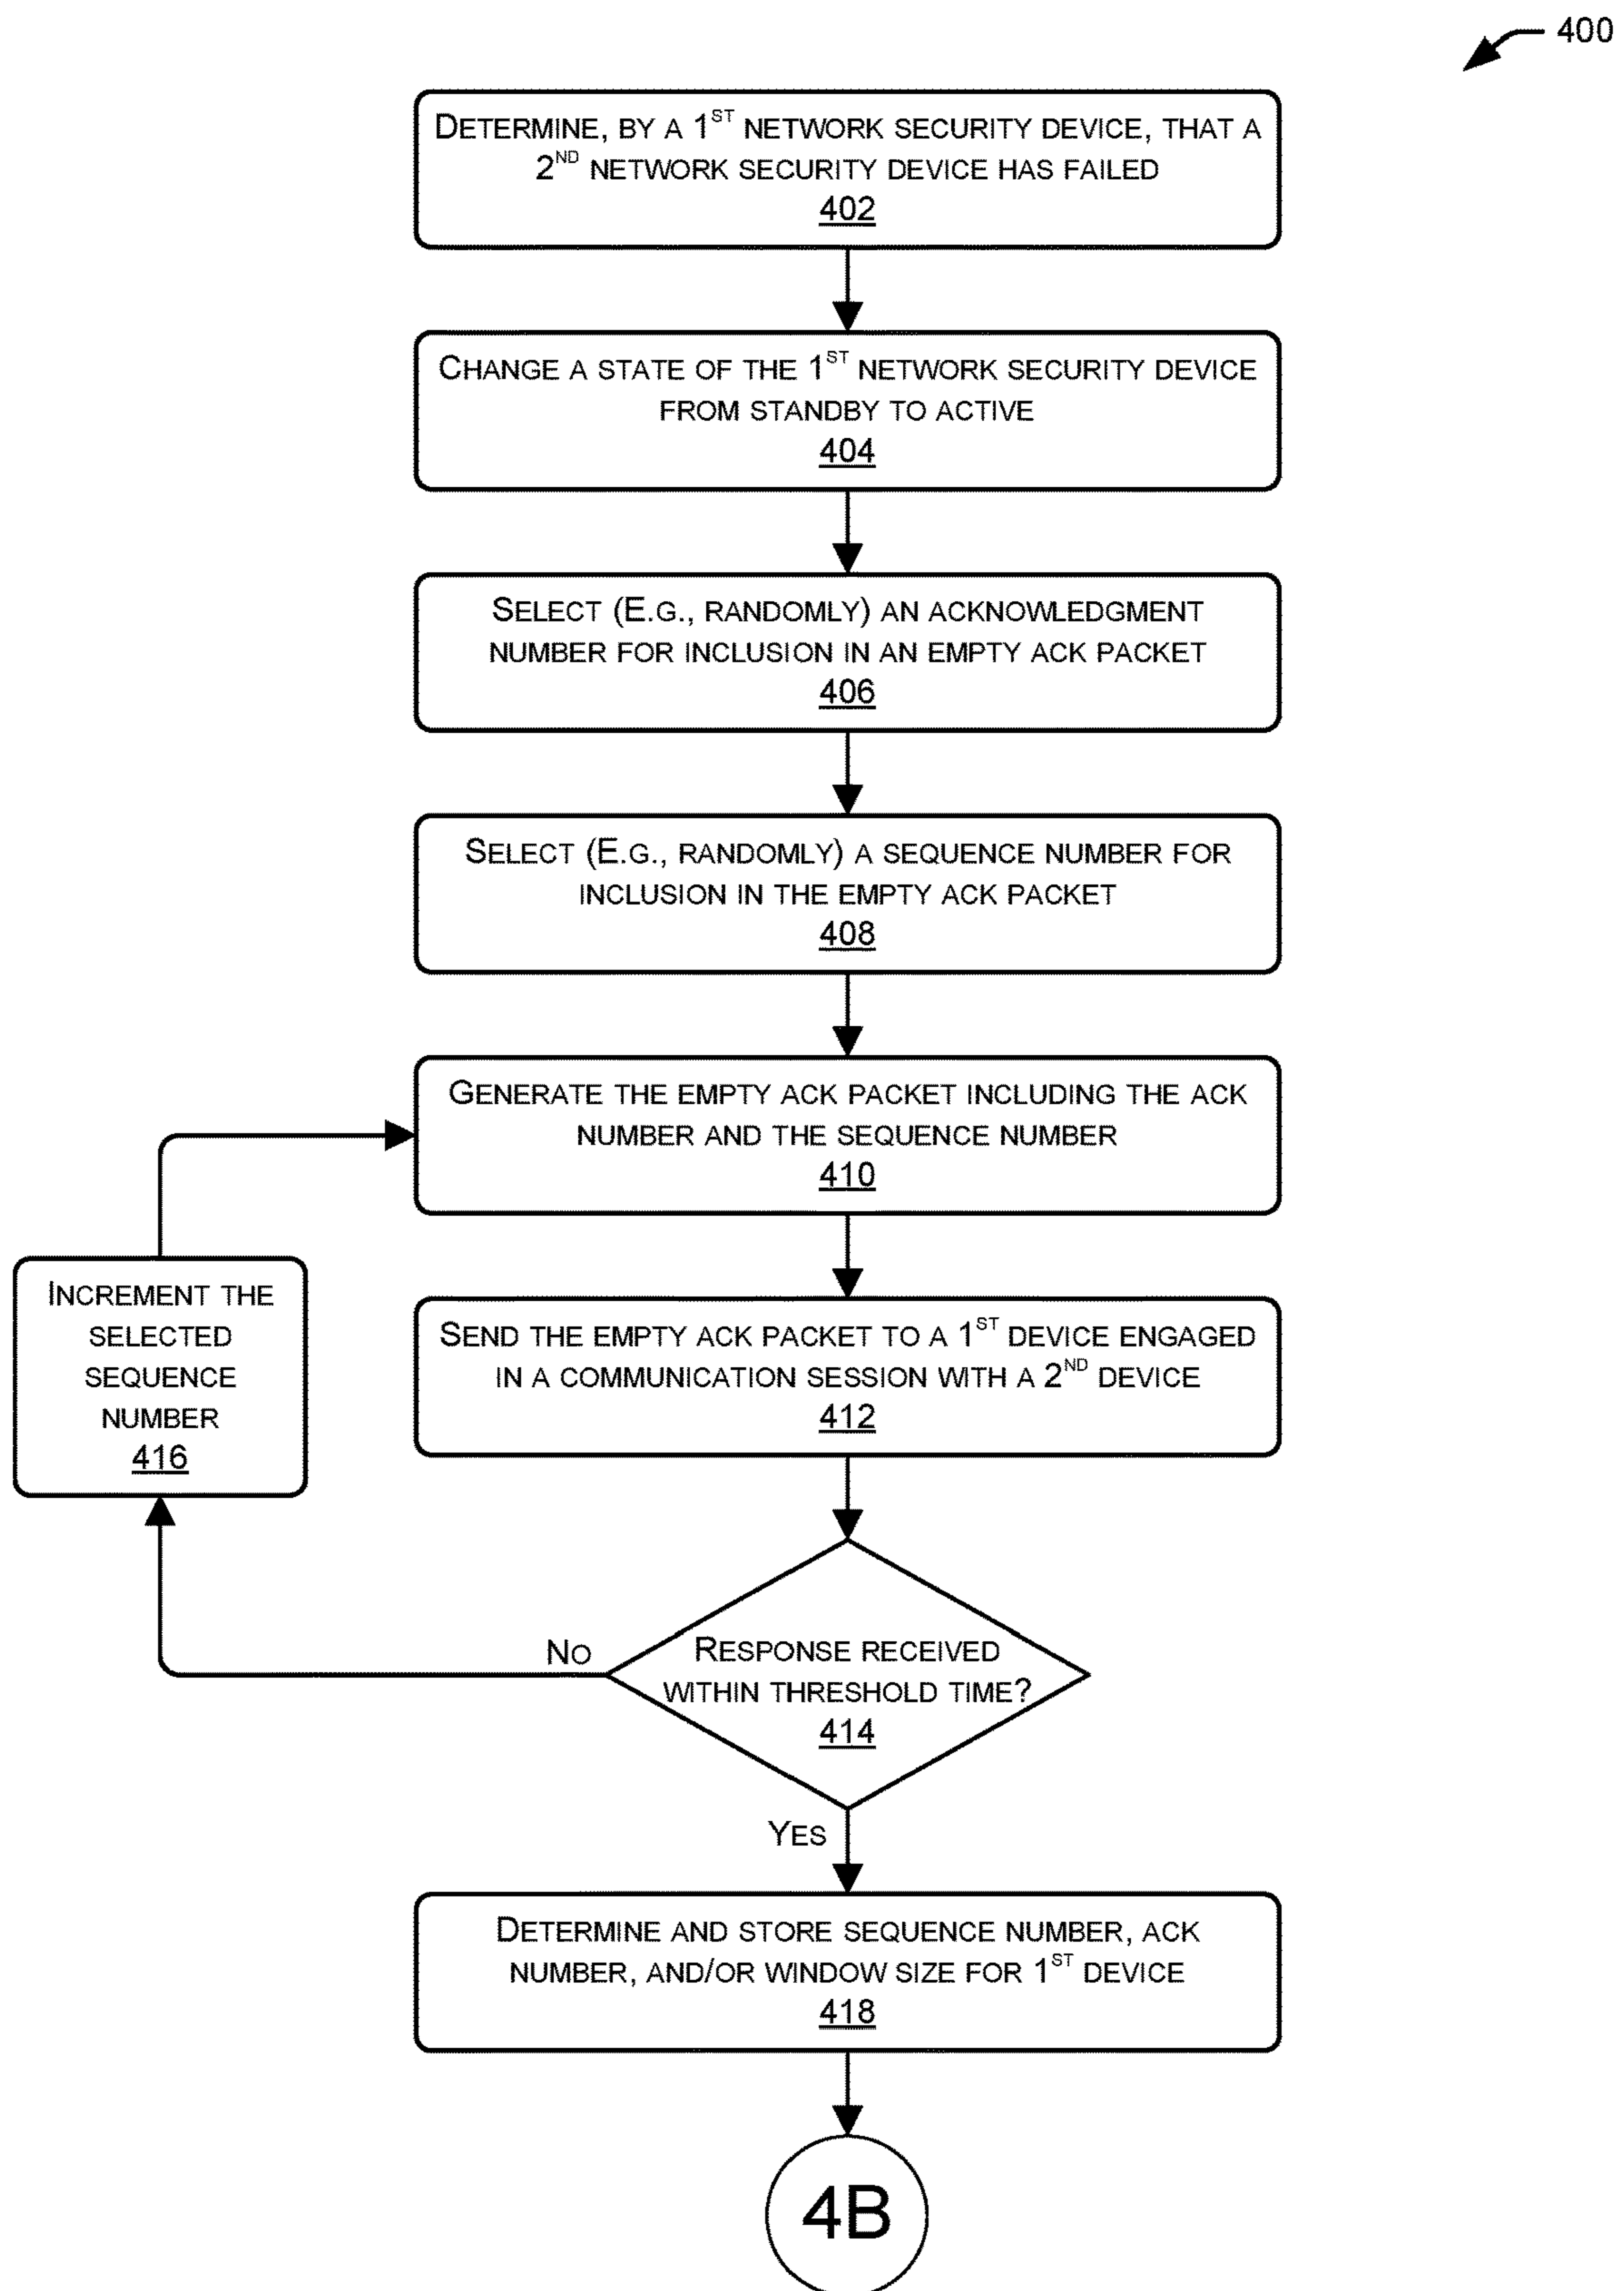 400
DETERMINE, BY A 1ST NETWORK SECURITY DEVICE, THAT A
2ND NETWORK SECURITY DEVICE HAS FAILED
402
CHANGE A STATE OF THE 1ST NETWORK SECURITY DEVICE
FROM STANDBY TO ACTIVE
404
SELECT (E.G., RANDOMLY) AN ACKNOWLEDGMENT
NUMBER FOR INCLUSION IN AN EMPTY ACK PACKET
406
SELECT (E.G., RANDOMLY) A SEQUENCE NUMBER FOR
INCLUSION IN THE EMPTY ACK PACKET
408
GENERATE THE EMPTY ACK PACKET INCLUDING THE ACK
NUMBER AND THE SEQUENCE NUMBER
410
INCREMENT THE
SELECTED
SEQUENCE
NUMBER
416
SEND THE EMPTY ACK PACKET TO A 1ST DEVICE ENGAGED
IN A COMMUNICATION SESSION WITH A 2ND DEVICE
412
NO
RESPONSE RECEIVED
WITHIN THRESHOLD TIME?
414
YES
DETERMINE AND STORE SEQUENCE NUMBER, ACK
NUMBER, AND/OR WINDOW SIZE FOR 1ST DEVICE
418
4B